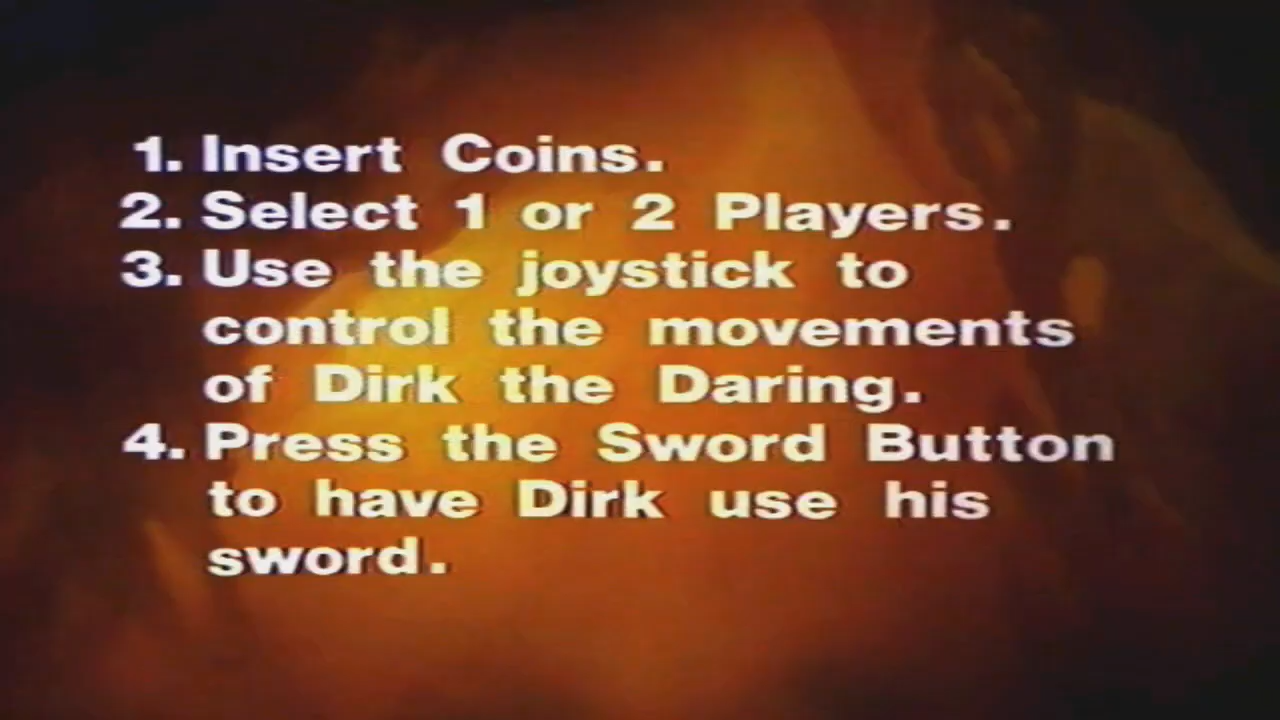 1. Insert Coins.
2. Select 1 or 2 Players.
3. Use the joystick to
control the movements
of Dirk the Daring.
4. Press the Sword Button
to have Dirk use his
sword.